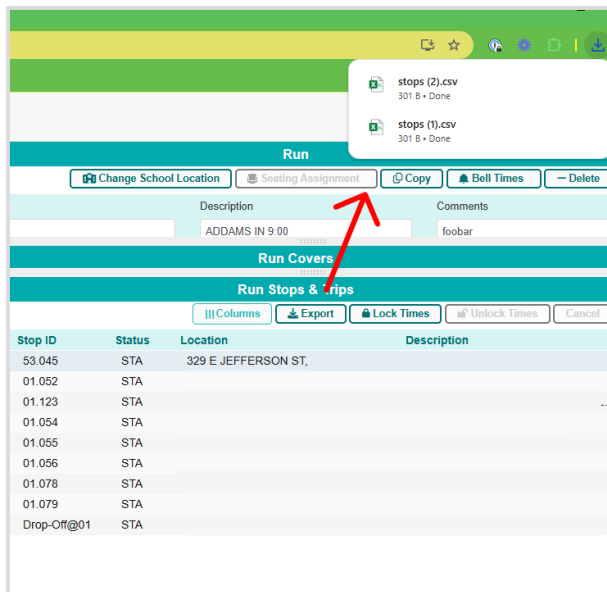 stops (2).csv
301 B • Done
stops (1).csv
301 B • Done
Run
Change School Location Seating Assignment Copy Bell Times Delete
Description Comments
ADDAMS IN 9:00 foobar
Run Covers
Run Stops & Trips
Columns Export Lock Times Unlock Times Cancel
Stop ID Status Location Description
53.045 STA 329 E JEFFERSON ST,
01.052 STA
01.123 STA
01.054 STA
01.055 STA
01.056 STA
01.078 STA
01.079 STA
Drop-Off@01 STA